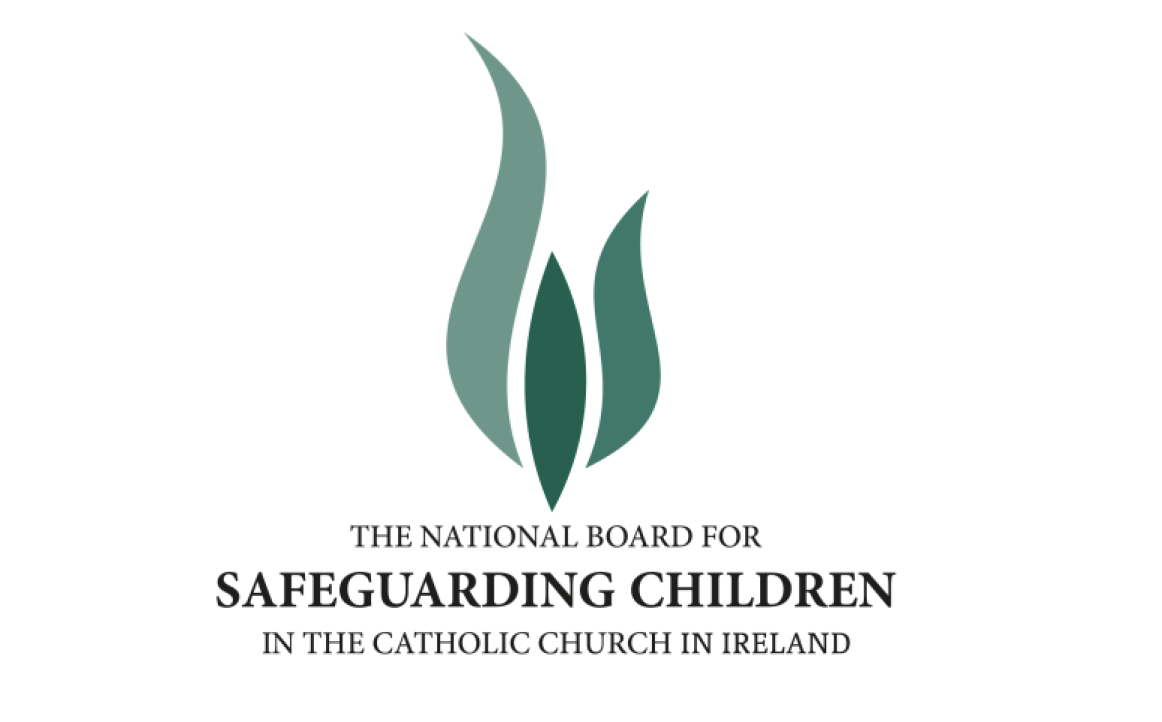 THE NATIONAL BOARD FOR
SAFEGUARDING CHILDREN
IN THE CATHOLIC CHURCH IN IRELAND